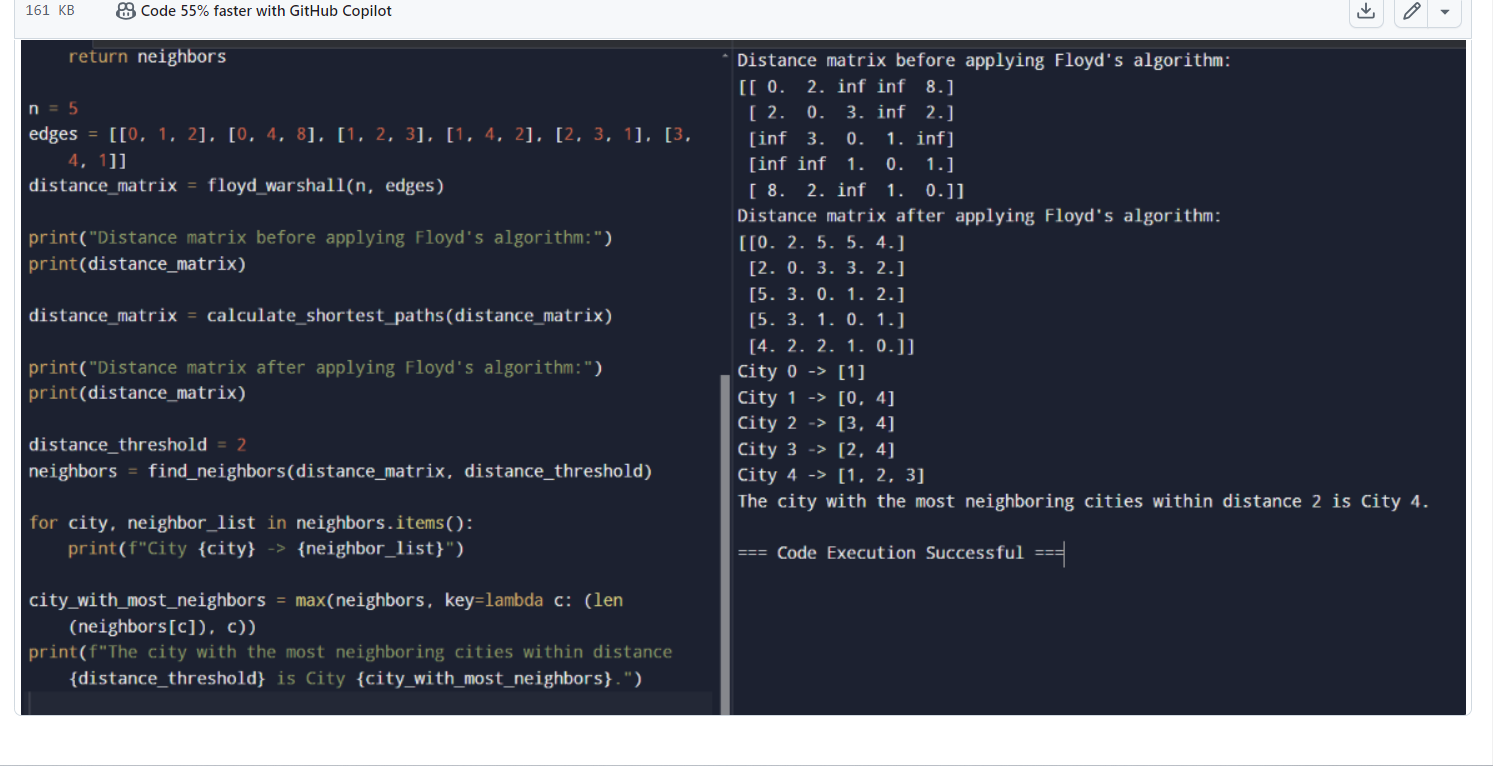 161 KB Code 55% faster with GitHub Copilot
return neighbors
n = 5
edges = [[0, 1, 2], [0, 4, 8], [1, 2, 3], [1, 4, 2], [2, 3, 1], [3,
4, 1]]
distance_matrix = floyd_warshall(n, edges)
print("Distance matrix before applying Floyd's algorithm:")
print(distance_matrix)
distance_matrix = calculate_shortest_paths(distance_matrix)
print("Distance matrix after applying Floyd's algorithm:")
print(distance_matrix)
distance_threshold = 2
neighbors = find_neighbors(distance_matrix, distance_threshold)
for city, neighbor_list in neighbors.items():
print(f"City {city} -> {neighbor_list}")
city_with_most_neighbors = max(neighbors, key=lambda c: (len
(neighbors[c]), c))
print(f"The city with the most neighboring cities within distance
{distance_threshold} is City {city_with_most_neighbors}.")
Distance matrix before applying Floyd's algorithm:
[[ 0. 2. inf inf 8.]
[ 2. 0. 3. inf 2.]
[inf 3. 0. 1. inf]
[inf inf 1. 0. 1.]
[ 8. 2. inf 1. 0.]]
Distance matrix after applying Floyd's algorithm:
[[0. 2. 5. 5. 4.]
[2. 0. 3. 3. 2.]
[5. 3. 0. 1. 2.]
[5. 3. 1. 0. 1.]
[4. 2. 2. 1. 0.]]
City 0 -> [1]
City 1 -> [0, 4]
City 2 -> [3, 4]
City 3 -> [2, 4]
City 4 -> [1, 2, 3]
The city with the most neighboring cities within distance 2 is City 4.
=== Code Execution Successful ===